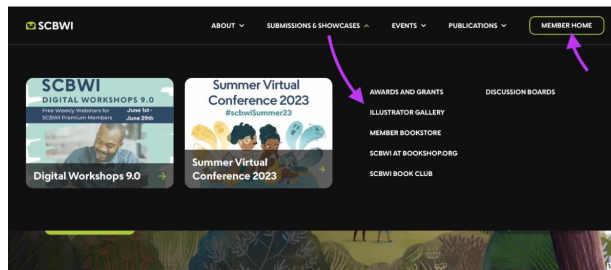 SCBWI
ABOUT
SUBMISSIONS & SHOWCASES
EVENTS
PUBLICATIONS
MEMBER HOME
SCBWI
DIGITAL WORKSHOPS 9.0
Free Weekly Webinars for
SCBWI Premium Members
June 1st -
June 29th
Digital Workshops 9.0
Summer Virtual
Conference 2023
#scbwiSummer23
Summer Virtual
Conference 2023
AWARDS AND GRANTS
ILLUSTRATOR GALLERY
MEMBER BOOKSTORE
SCBWI AT BOOKSHOP.ORG
SCBWI BOOK CLUB
DISCUSSION BOARDS